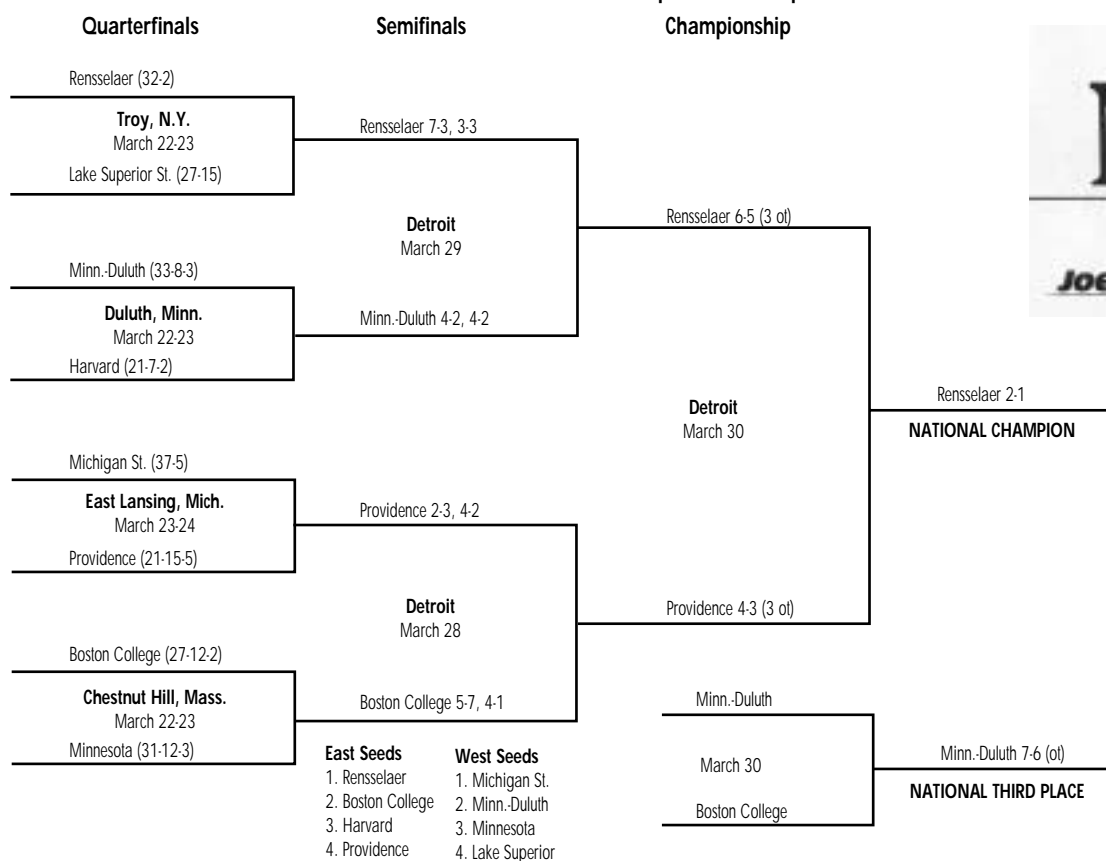 Quarterfinals
Semifinals
Championship
Rensselaer (32-2)
Troy, N.Y.
March 22-23
Lake Superior St. (27-15)
Minn.-Duluth (33-8-3)
Duluth, Minn.
March 22-23
Harvard (21-7-2)
Michigan St. (37-5)
East Lansing, Mich.
March 23-24
Providence (21-15-5)
Boston College (27-12-2)
Chestnut Hill, Mass.
March 22-23
Minnesota (31-12-3)
Rensselaer 7-3, 3-3
Detroit
March 29
Minn.-Duluth 4-2, 4-2
Providence 2-3, 4-2
Detroit
March 28
Boston College 5-7, 4-1
Rensselaer 6-5 (3 ot)
Detroit
March 30
Providence 4-3 (3 ot)
Rensselaer 2-1
NATIONAL CHAMPION
East Seeds
1. Rensselaer
2. Boston College
3. Harvard
4. Providence
West Seeds
1. Michigan St.
2. Minn.-Duluth
3. Minnesota
4. Lake Superior
Minn.-Duluth
March 30
Boston College
Minn.-Duluth 7-6 (ot)
NATIONAL THIRD PLACE
Joe